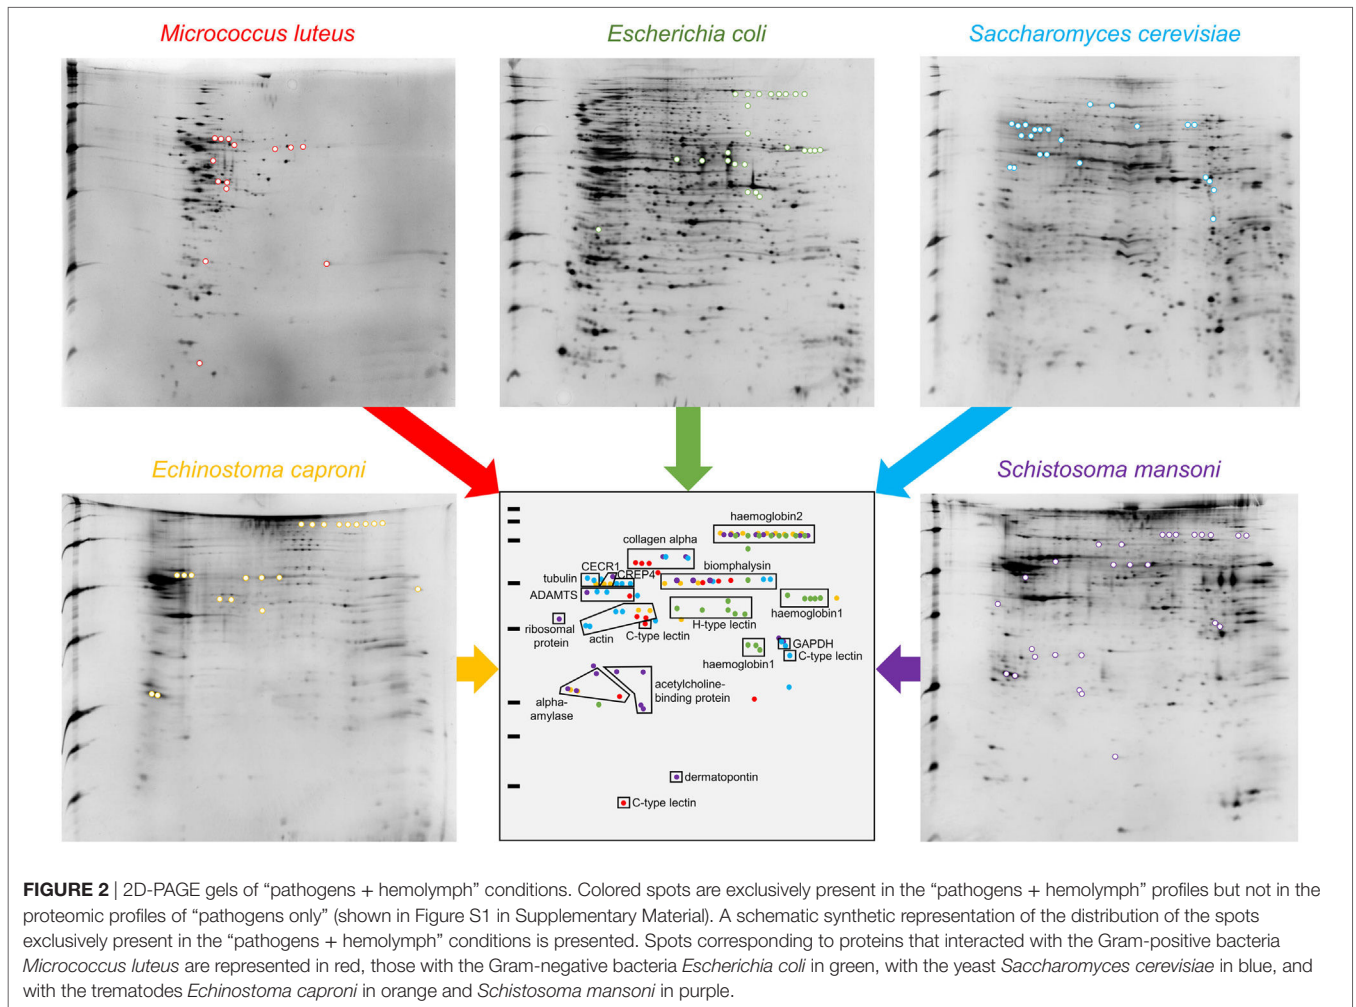 Micrococcus luteus
Escherichia coli
Saccharomyces cerevisiae
Echinostoma caproni
Schistosoma mansoni
haemoglobin2
collagen alpha
CECR1
biomphalysin
tubulin
CREP4
ADAMTS
haemoglobin1
ribosomal
protein
actin
C-type lectin
H-type lectin
GAPDH
C-type lectin
haemoglobin1
alpha-
amylase
acetylcholine-
binding protein
dermatopontin
C-type lectin
FIGURE 2 | 2D-PAGE gels of “pathogens + hemolymph” conditions. Colored spots are exclusively present in the “pathogens + hemolymph” profiles but not in the
proteomic profiles of “pathogens only” (shown in Figure S1 in Supplementary Material). A schematic synthetic representation of the distribution of the spots
exclusively present in the “pathogens + hemolymph” conditions is presented. Spots corresponding to proteins that interacted with the Gram-positive bacteria
Micrococcus luteus are represented in red, those with the Gram-negative bacteria Escherichia coli in green, with the yeast Saccharomyces cerevisiae in blue, and
with the trematodes Echinostoma caproni in orange and Schistosoma mansoni in purple.